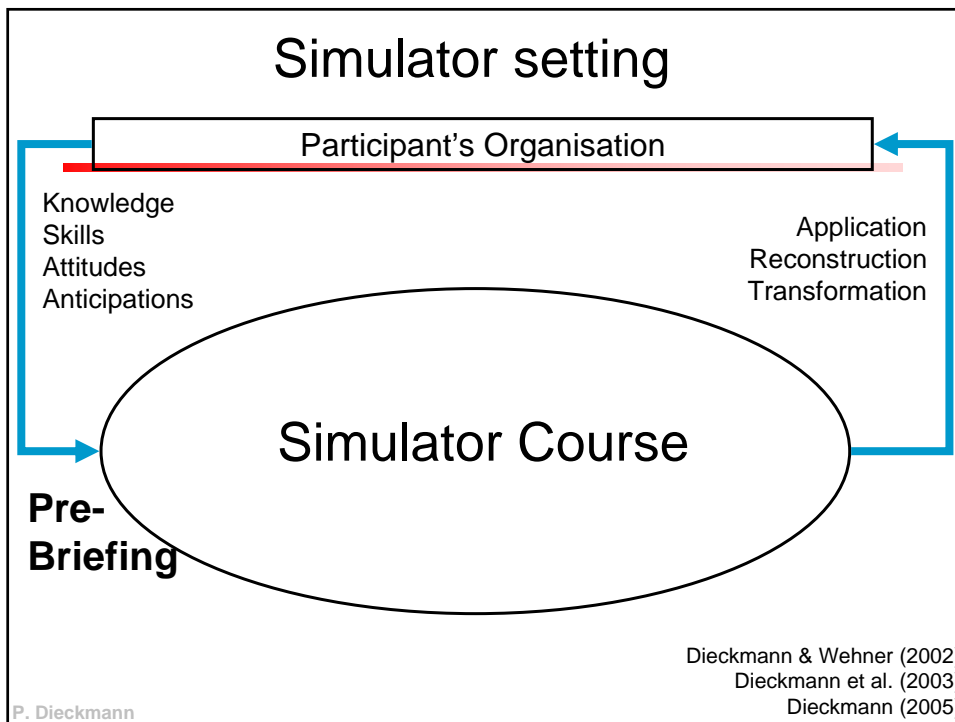 Simulator setting
Participant's Organisation
Knowledge
Skills
Attitudes
Anticipations
Application
Reconstruction
Transformation
Simulator Course
Pre-
Briefing
Dieckmann & Wehner (2002
Dieckmann et al. (2003
Dieckmann (2005
P. Dieckmann